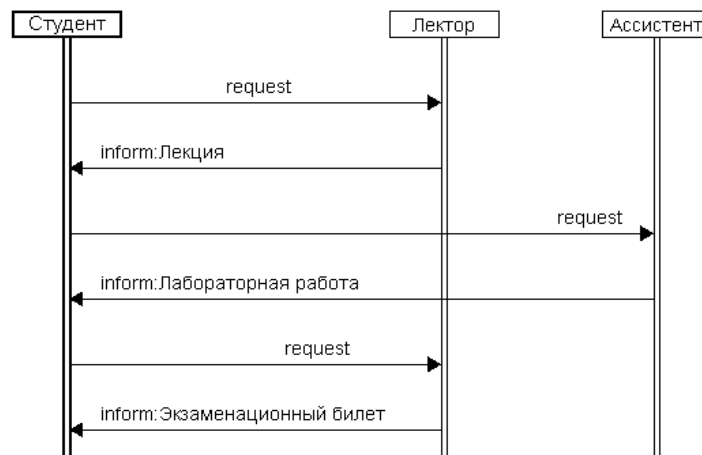 Студент
Лектор
Ассистент
request
inform:Лекция
request
inform:Лабораторная работа
request
inform:Экзаменационный билет